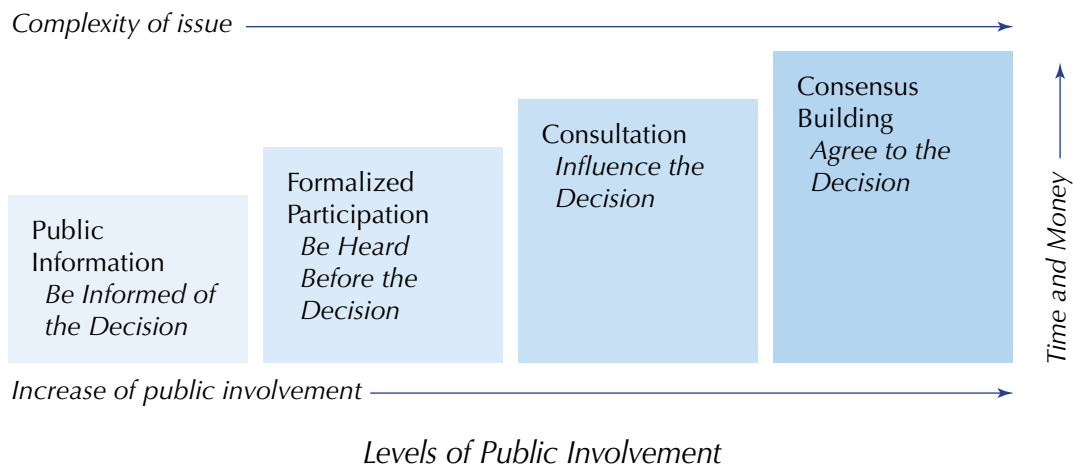 Complexity of issue
Public
Information
Be Informed of
the Decision
Formalized
Participation
Be Heard
Before the
Decision
Consultation
Influence the
Decision
Consensus
Building
Agree to the
Decision
Time and Money
Increase of public involvement
Levels of Public Involvement